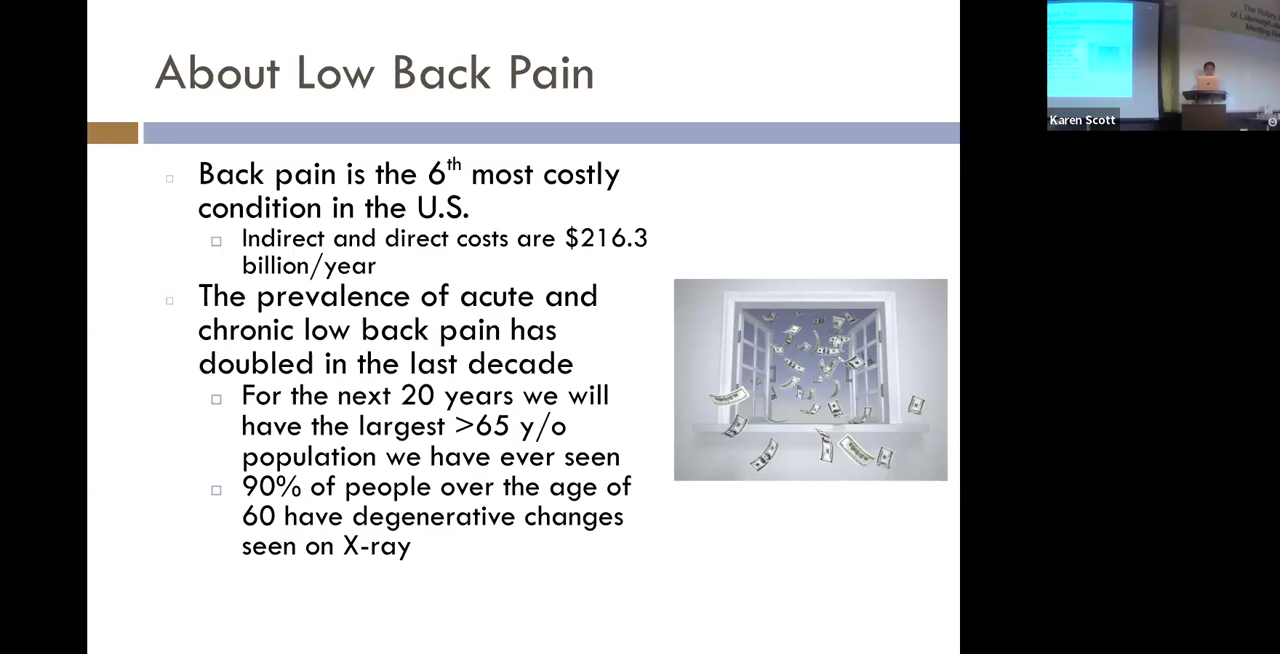 About Low Back Pain
Back pain is the 6th most costly
condition in the U.S.
Indirect and direct costs are $216.3
billion/year
The prevalence of acute and
chronic low back pain has
doubled in the last decade
For the next 20 years we will
have the largest >65 y/o
population we have ever seen
90% of people over the age of
60 have degenerative changes
seen on X-ray
The Rotary
Meeting
Karen Scott